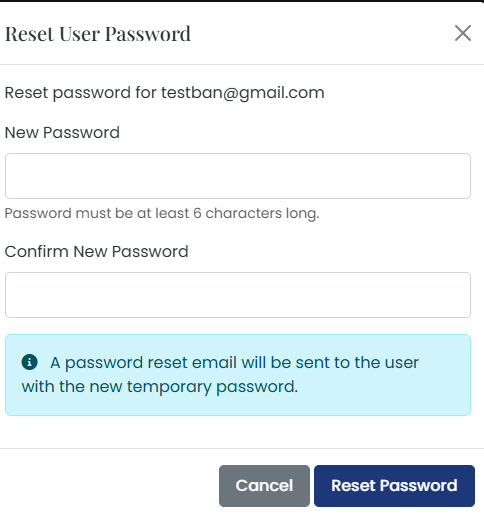 Reset User Password
Reset password for testban@gmail.com
New Password
Password must be at least 6 characters long.
Confirm New Password
A password reset email will be sent to the user
with the new temporary password.
Cancel Reset Password